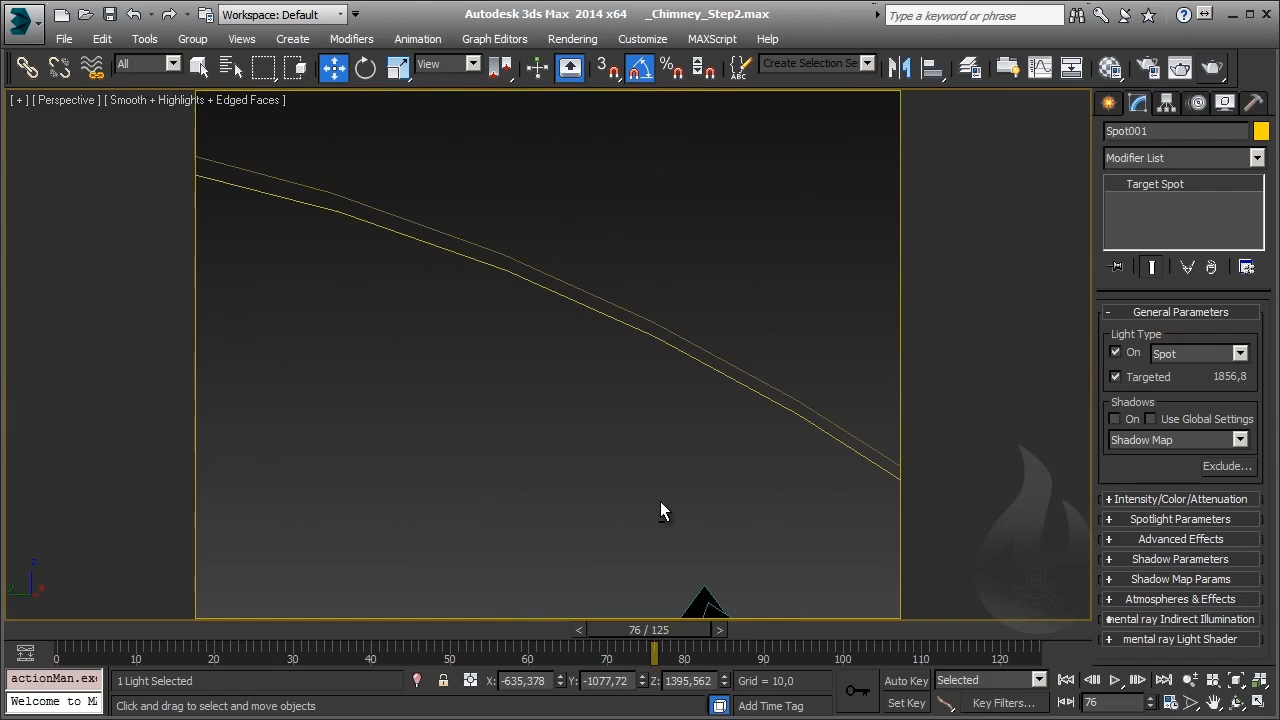 Workspace: Default
Autodesk 3ds Max 2014 x64 _Chimney_Step2.max
Type a keyword or phrase
File Edit Tools Group Views Create Modifiers Animation Graph Editors Rendering Customize MAXScript Help
All
View
3
%
ABC
Create Selection Se
[ + ] [ Perspective ] [ Smooth + Highlights + Edged Faces ]
Spot001
Modifier List
Target Spot
- General Parameters
Light Type
On Spot
Targeted 1856,8
Shadows
On Use Global Settings
Shadow Map
Exclude...
+ Intensity/Color/Attenuation
+ Spotlight Parameters
+ Advanced Effects
+ Shadow Parameters
+ Shadow Map Params
+ Atmospheres & Effects
mental ray Indirect Illumination
+ mental ray Light Shader
z
y
x
< 76 / 125 >
0 10 20 30 40 50 60 70 80 90 100 110 120
actionMan.exe
1 Light Selected
X: -635,378 Y: -1077,72 Z: 1395,562 Grid = 10,0
Auto Key Selected
Welcome to MA
Click and drag to select and move objects
Add Time Tag
Set Key Key Filters... 76